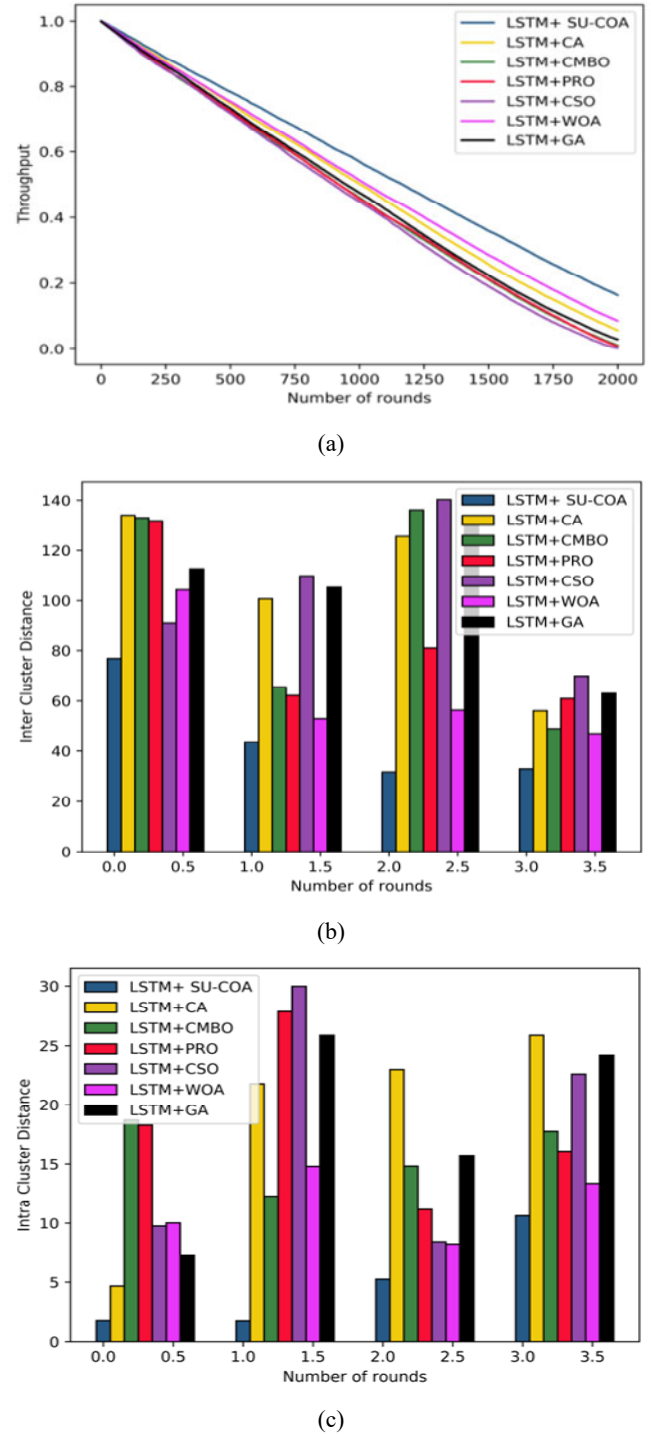 1.0
0.8
0.6
0.4
0.2
0.0
Throughput
LSTM+ SU-COA
LSTM+CA
LSTM+CMBO
LSTM+PRO
LSTM+CSO
LSTM+WOA
LSTM+GA
0 250 500 750 1000 1250 1500 1750 2000
Number of rounds
(a)
140
120
100
80
60
40
20
0
Inter Cluster Distance
LSTM+ SU-COA
LSTM+CA
LSTM+CMBO
LSTM+PRO
LSTM+CSO
LSTM+WOA
LSTM+GA
0.0 0.5 1.0 1.5 2.0 2.5 3.0 3.5
Number of rounds
(b)
30
25
20
15
10
5
0
Intra Cluster Distance
LSTM+ SU-COA
LSTM+CA
LSTM+CMBO
LSTM+PRO
LSTM+CSO
LSTM+WOA
LSTM+GA
0.0 0.5 1.0 1.5 2.0 2.5 3.0 3.5
Number of rounds
(c)